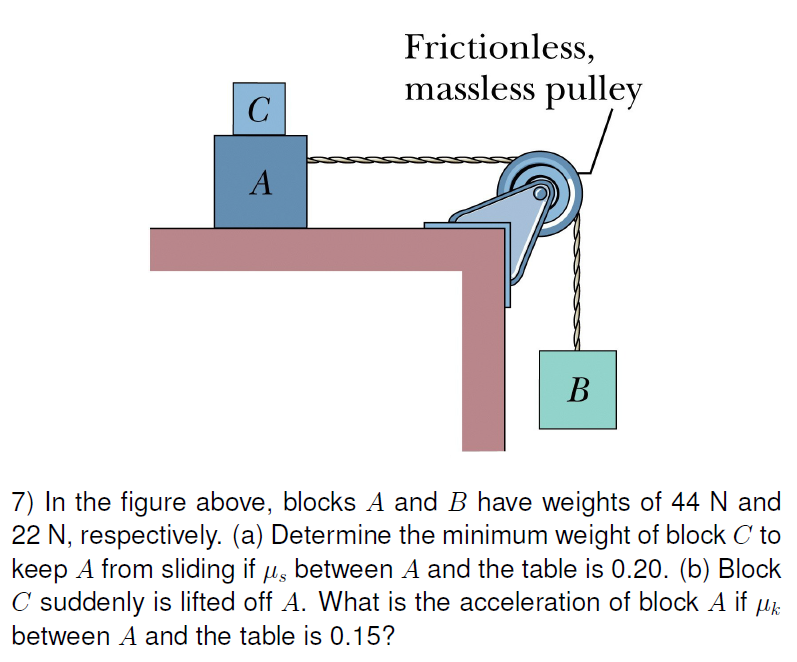 Frictionless,
massless pulley
C
A
B
7) In the figure above, blocks A and B have weights of 44 N and
22 N, respectively. (a) Determine the minimum weight of block C to
keep A from sliding if μs between A and the table is 0.20. (b) Block
C suddenly is lifted off A. What is the acceleration of block A if μk
between A and the table is 0.15?